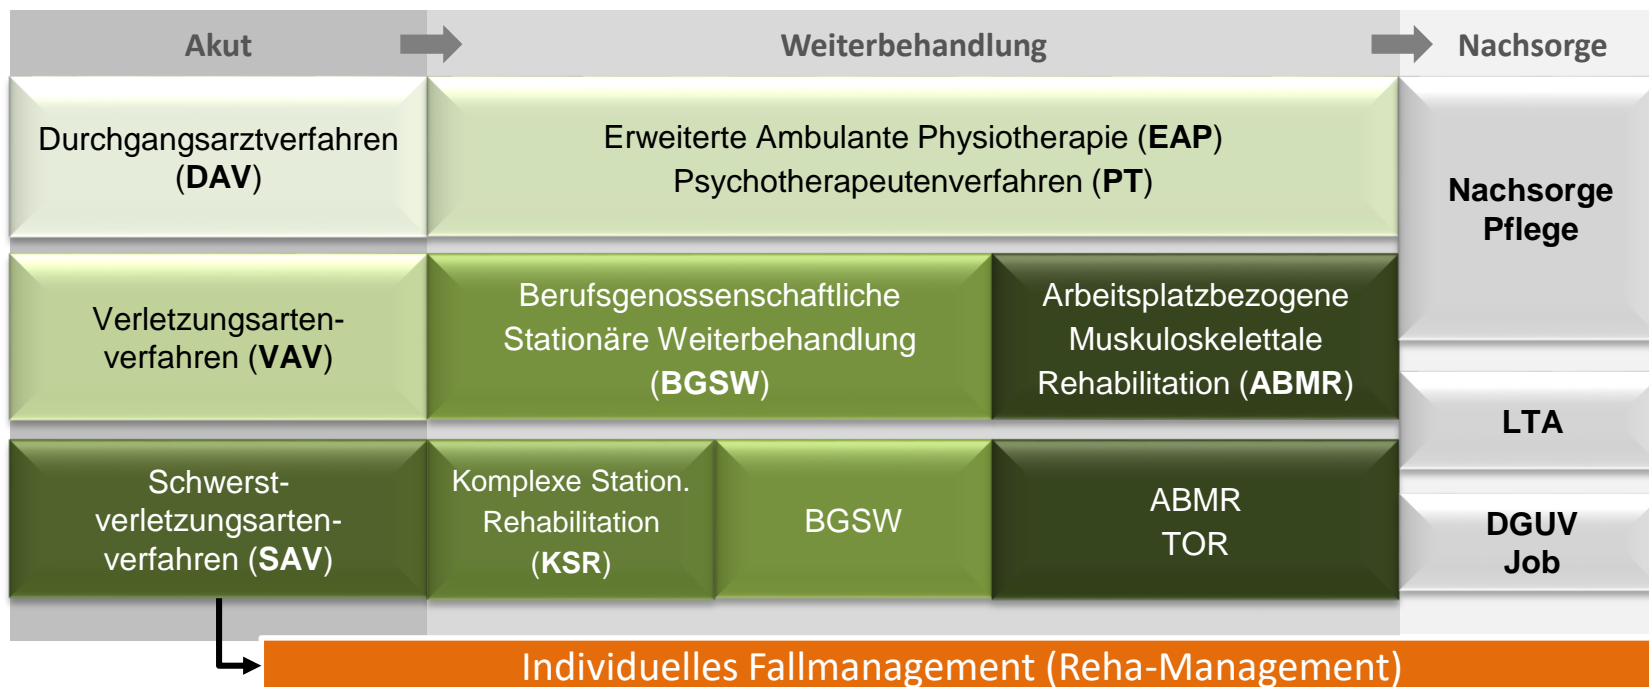 Akut
Weiterbehandlung
Nachsorge
Durchgangsarztverfahren
(DAV)
Erweiterte Ambulante Physiotherapie (EAP)
Psychotherapeutenverfahren (PT)
Nachsorge
Pflege
Verletzungsarten-
verfahren (VAV)
Berufsgenossenschaftliche
Stationäre Weiterbehandlung
(BGSW)
Arbeitsplatzbezogene
Muskuloskelettale
Rehabilitation (ABMR)
LTA
Schwerst-
verletzungsarten-
verfahren (SAV)
Komplexe Station.
Rehabilitation
(KSR)
BGSW
ABMR
TOR
DGUV
Job
Individuelles Fallmanagement (Reha-Management)